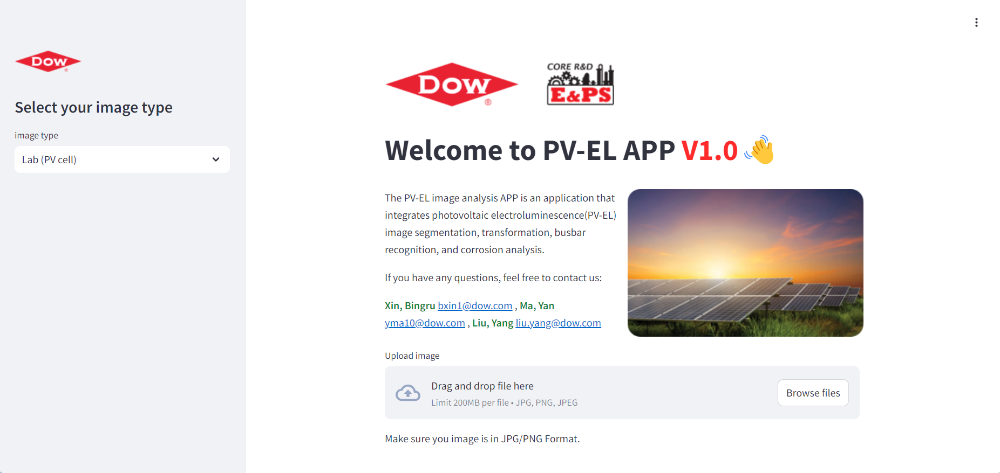 DOW
Select your image type
image type
Lab (PV cell)
DOW
®
CORE R&D
E&PS
Welcome to PV-EL APP V1.0 👋
The PV-EL image analysis APP is an application that
integrates photovoltaic electroluminescence(PV-EL)
image segmentation, transformation, busbar
recognition, and corrosion analysis.
If you have any questions, feel free to contact us:
Xin, Bingru bxin1@dow.com , Ma, Yan
yma10@dow.com , Liu, Yang liu.yang@dow.com
Upload image
Drag and drop file here
Limit 200MB per file • JPG, PNG, JPEG
Browse files
Make sure you image is in JPG/PNG Format.